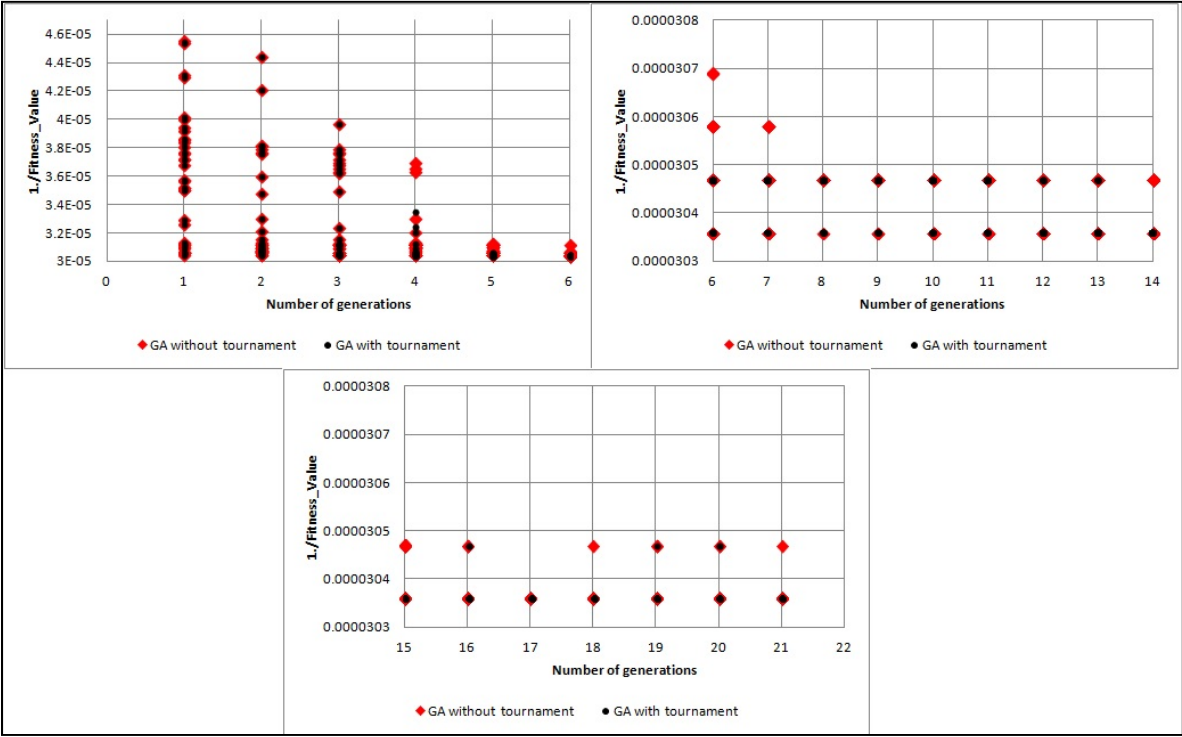 4.6E-05
4.4E-05
4.2E-05
4E-05
3.8E-05
3.6E-05
3.4E-05
3.2E-05
3E-05
1./Fitness_Value
0 1 2 3 4 5 6
Number of generations
GA without tournament GA with tournament
0.0000308
0.0000307
0.0000306
0.0000305
0.0000304
0.0000303
1./Fitness_Value
6 7 8 9 10 11 12 13 14
Number of generations
GA without tournament GA with tournament
0.0000308
0.0000307
0.0000306
0.0000305
0.0000304
0.0000303
1./Fitness_Value
15 16 17 18 19 20 21 22
Number of generations
GA without tournament GA with tournament